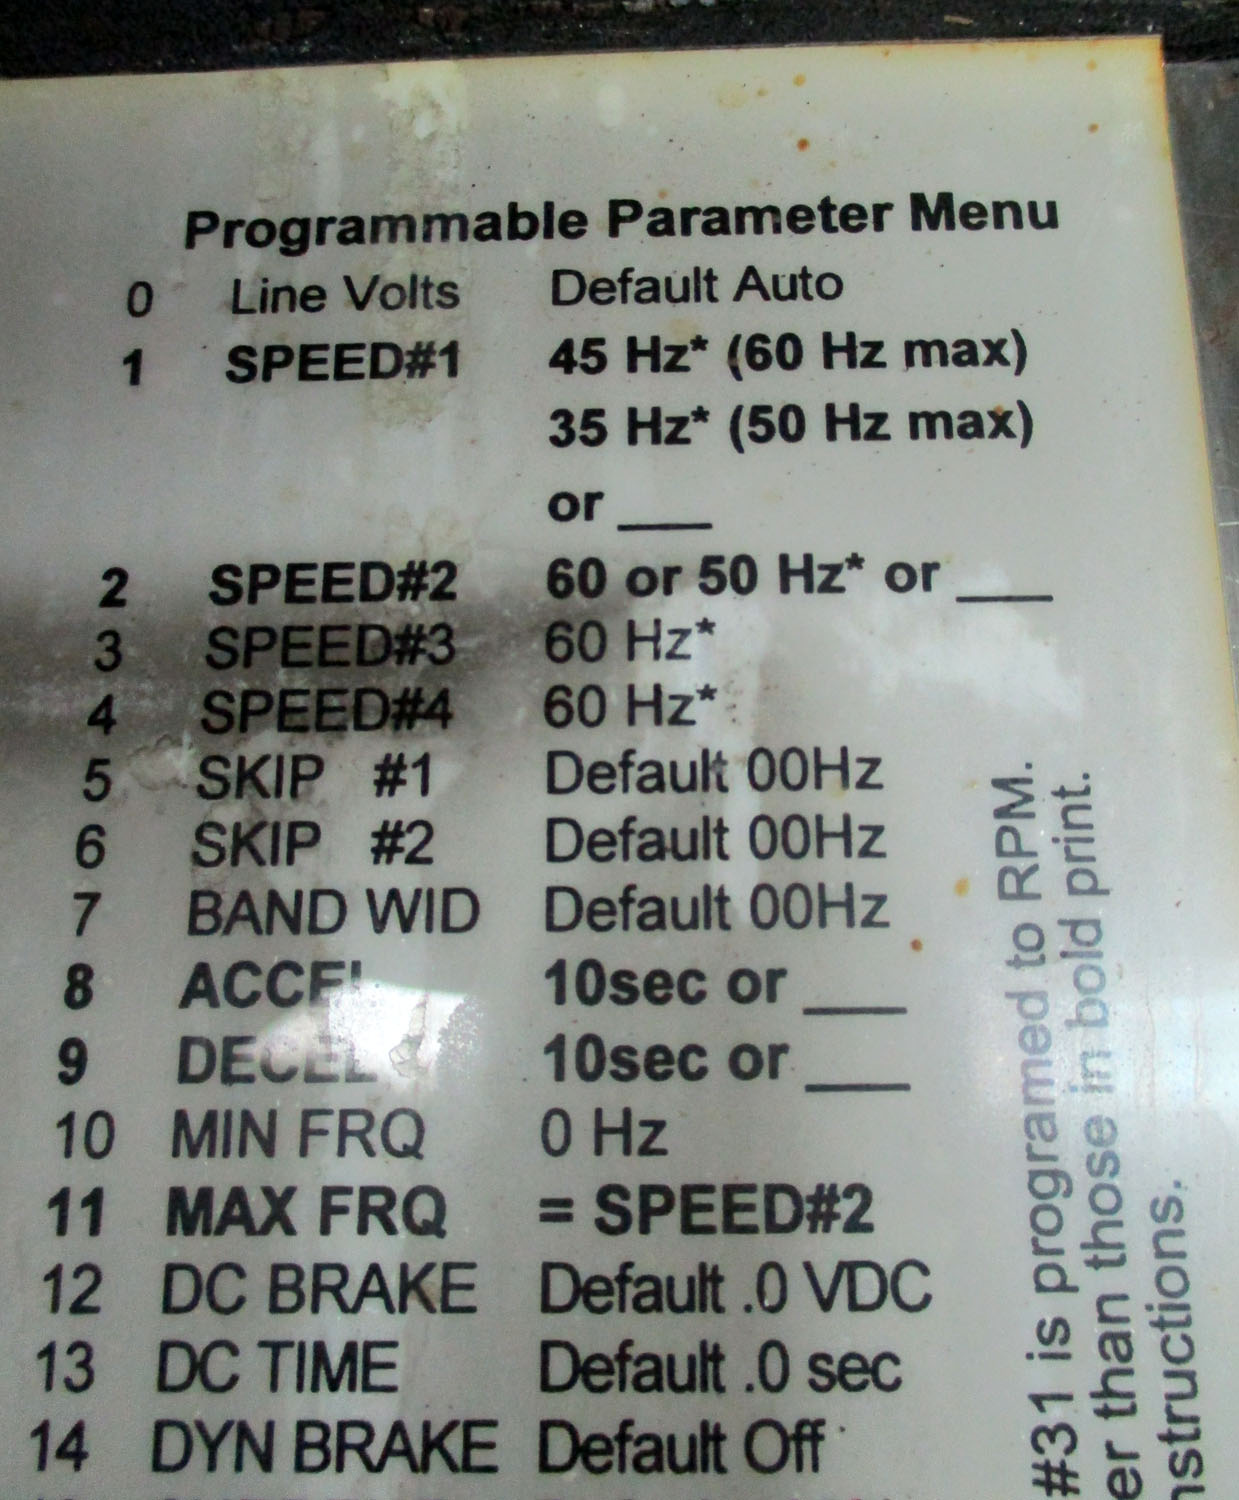 Programmable Parameter Menu
0 Line Volts Default Auto
1 SPEED#1 45 Hz* (60 Hz max)
35 Hz* (50 Hz max)
or ___
2 SPEED#2 60 or 50 Hz* or ___
3 SPEED#3 60 Hz*
4 SPEED#4 60 Hz*
5 SKIP #1 Default 00Hz
6 SKIP #2 Default 00Hz
7 BAND WID Default 00Hz
8 ACCEL 10sec or ___
9 DECEL 10sec or ___
10 MIN FRQ 0 Hz
11 MAX FRQ = SPEED#2
12 DC BRAKE Default .0 VDC
13 DC TIME Default .0 sec
14 DYN BRAKE Default Off
#31 is programed to RPM.
er than those in bold print.
nstructions.